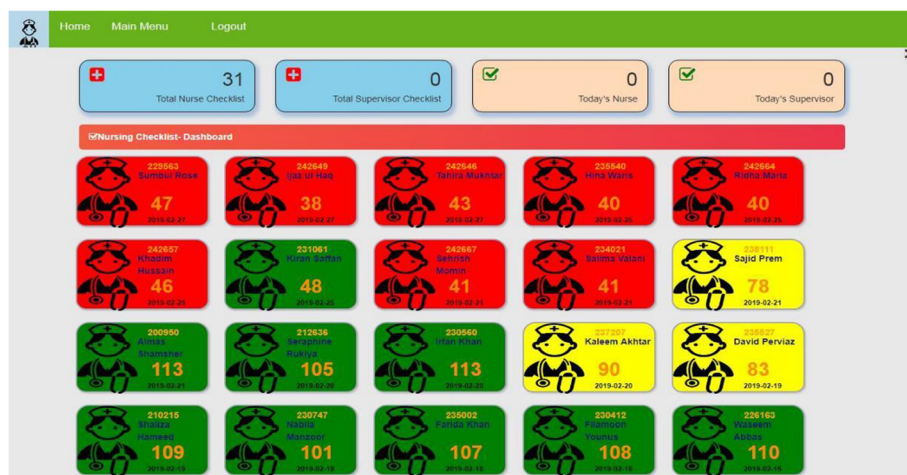 Home Main Menu Logout
31
Total Nurse Checklist
0
Total Supervisor Checklist
0
Today's Nurse
0
Today's Supervisor
Nursing Checklist- Dashboard
229563
Sumbul Rose
47
2019-02-27
242649
Ijaz ul Haq
38
2019-02-27
242646
Tahira Mukhtar
43
2019-02-27
235540
Hina Waris
40
2019-02-25
242664
Ridha Maria
40
2019-02-25
242657
Khadim
Hussain
46
2019-02-25
231061
Kiran Saffan
48
2019-02-25
242667
Sehrish
Momin
41
2019-02-21
234021
Salima Valani
41
2019-02-21
238111
Sajid Prem
78
2019-02-21
200950
Almas
Shamsher
113
2019-02-21
212636
Seraphine
Rukiya
105
2019-02-20
230560
Irfan Khan
113
2019-02-20
237207
Kaleem Akhtar
90
2019-02-20
235527
David Perviaz
83
2019-02-19
210215
Shaliza
Hameed
109
2019-02-19
230747
Nabila
Manzoor
101
2019-02-19
235002
Farida Khan
107
2019-02-18
230412
Filamoon
Younus
108
2019-02-18
226163
Waseem
Abbas
110
2019-02-18